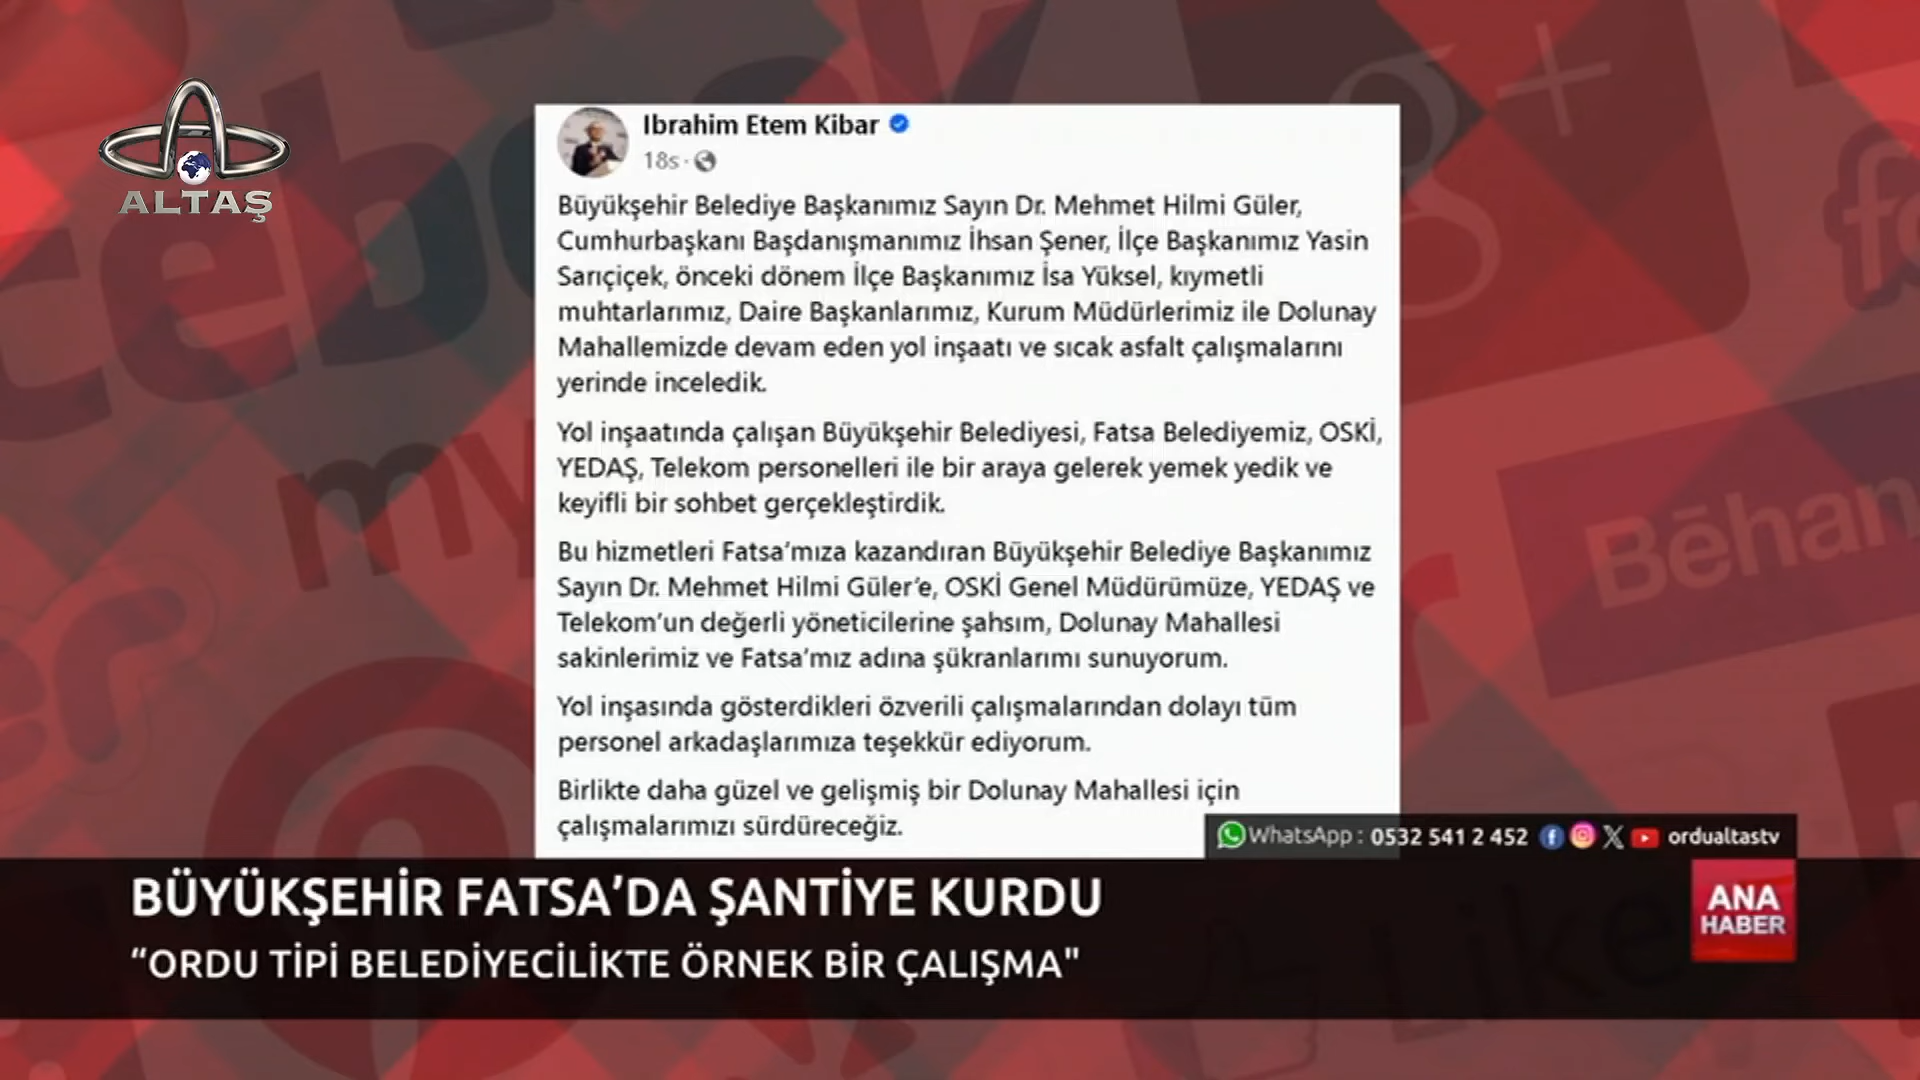 ALTAŞ
Ibrahim Etem Kibar
18s ·
Büyükşehir Belediye Başkanımız Sayın Dr. Mehmet Hilmi Güler,
Cumhurbaşkanı Başdanışmanımız İhsan Şener, İlçe Başkanımız Yasin
Sarıçiçek, önceki dönem İlçe Başkanımız İsa Yüksel, kıymetli
muhtarlarımız, Daire Başkanlarımız, Kurum Müdürlerimiz ile Dolunay
Mahallemizde devam eden yol inşaatı ve sıcak asfalt çalışmalarını
yerinde inceledik.
Yol inşaatında çalışan Büyükşehir Belediyesi, Fatsa Belediyemiz, OSKİ,
YEDAŞ, Telekom personelleri ile bir araya gelerek yemek yedik ve
keyifli bir sohbet gerçekleştirdik.
Bu hizmetleri Fatsa'mıza kazandıran Büyükşehir Belediye Başkanımız
Sayın Dr. Mehmet Hilmi Güler'e, OSKİ Genel Müdürümüze, YEDAŞ ve
Telekom'un değerli yöneticilerine şahsım, Dolunay Mahallesi
sakinlerimiz ve Fatsa'mız adına şükranlarımı sunuyorum.
Yol inşasında gösterdikleri özverili çalışmalarından dolayı tüm
personel arkadaşlarımıza teşekkür ediyorum.
Birlikte daha güzel ve gelişmiş bir Dolunay Mahallesi için
çalışmalarımızı sürdüreceğiz.
WhatsApp : 0532 541 2 452 ordualtastv
BÜYÜKŞEHİR FATSA'DA ŞANTİYE KURDU
“ORDU TİPİ BELEDİYECİLİKTE ÖRNEK BİR ÇALIŞMA"
ANA
HABER
cebook
my
g+
Bēhan
Like